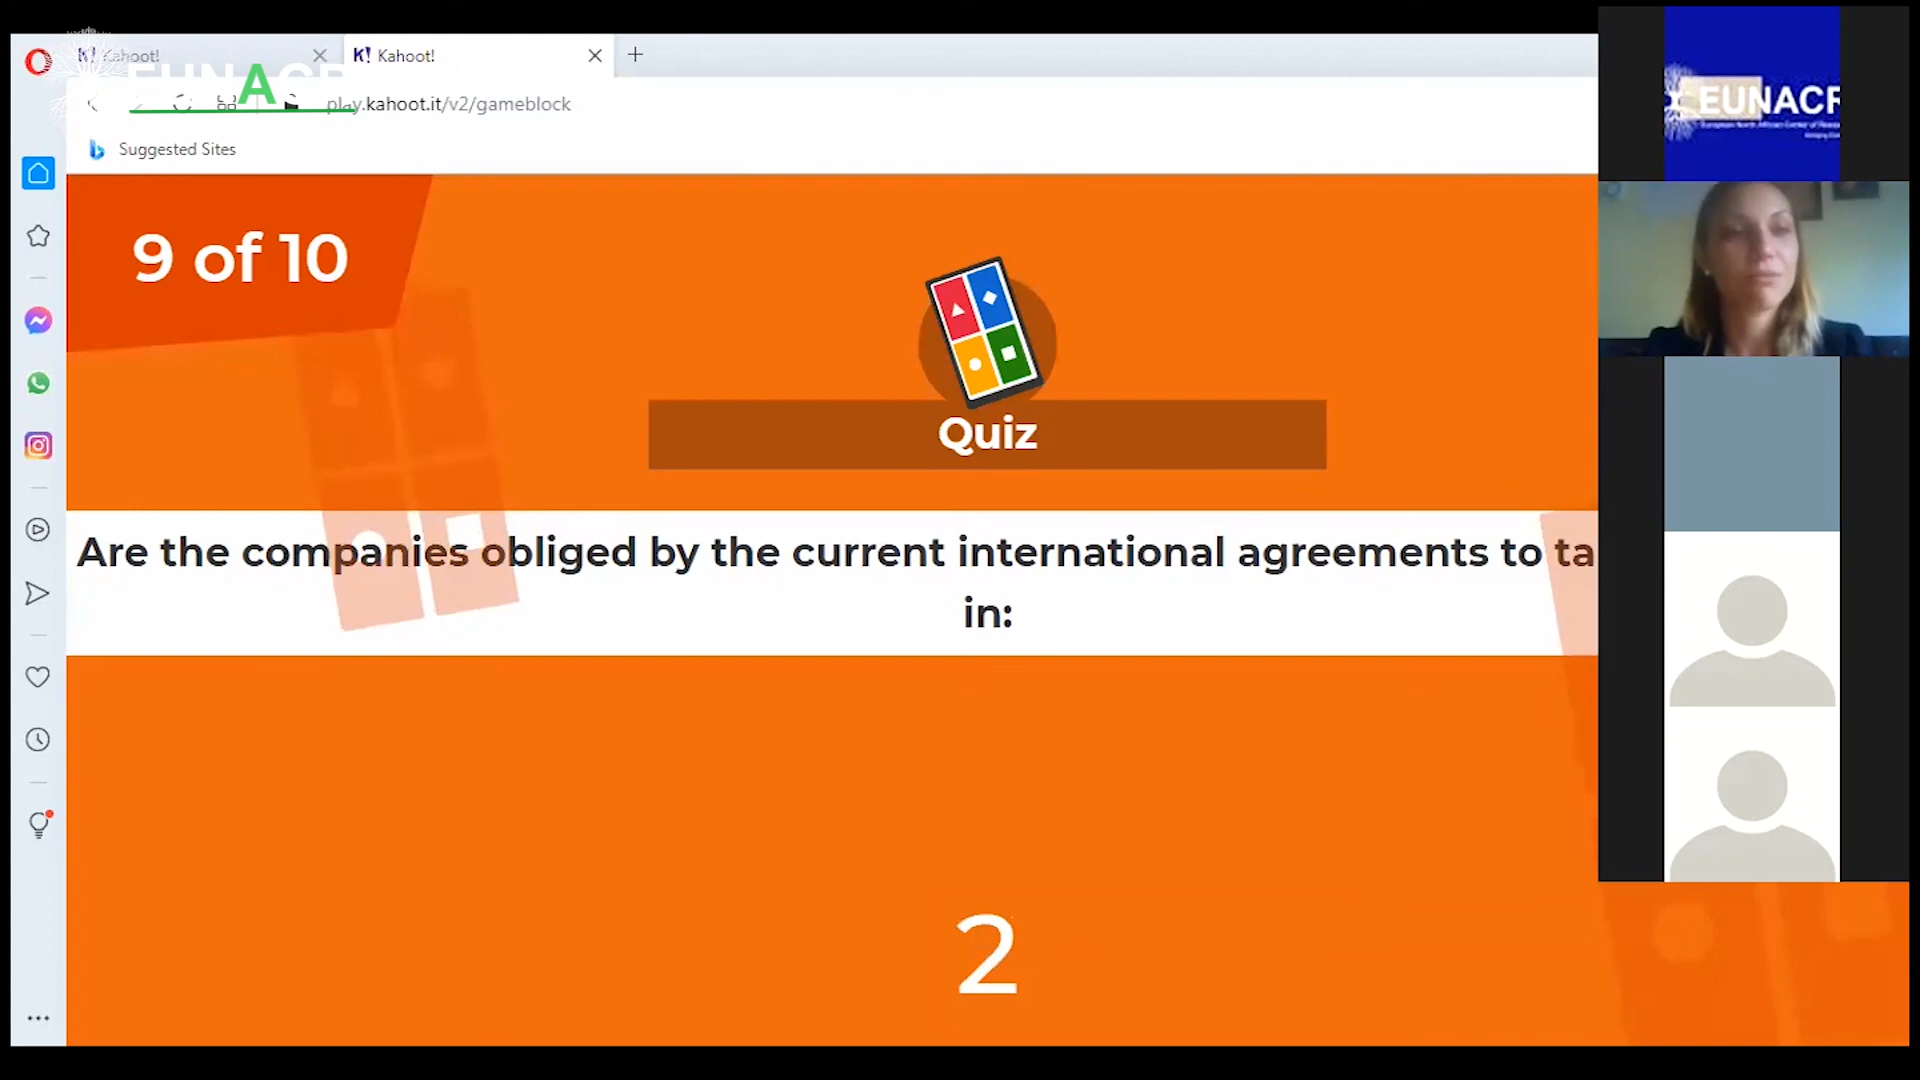 Kahoot!
Kahoot!
EUNACR
play.kahoot.it/v2/gameblock
Suggested Sites
EUNACR
9 of 10
Quiz
Are the companies obliged by the current international agreements to ta
in:
2